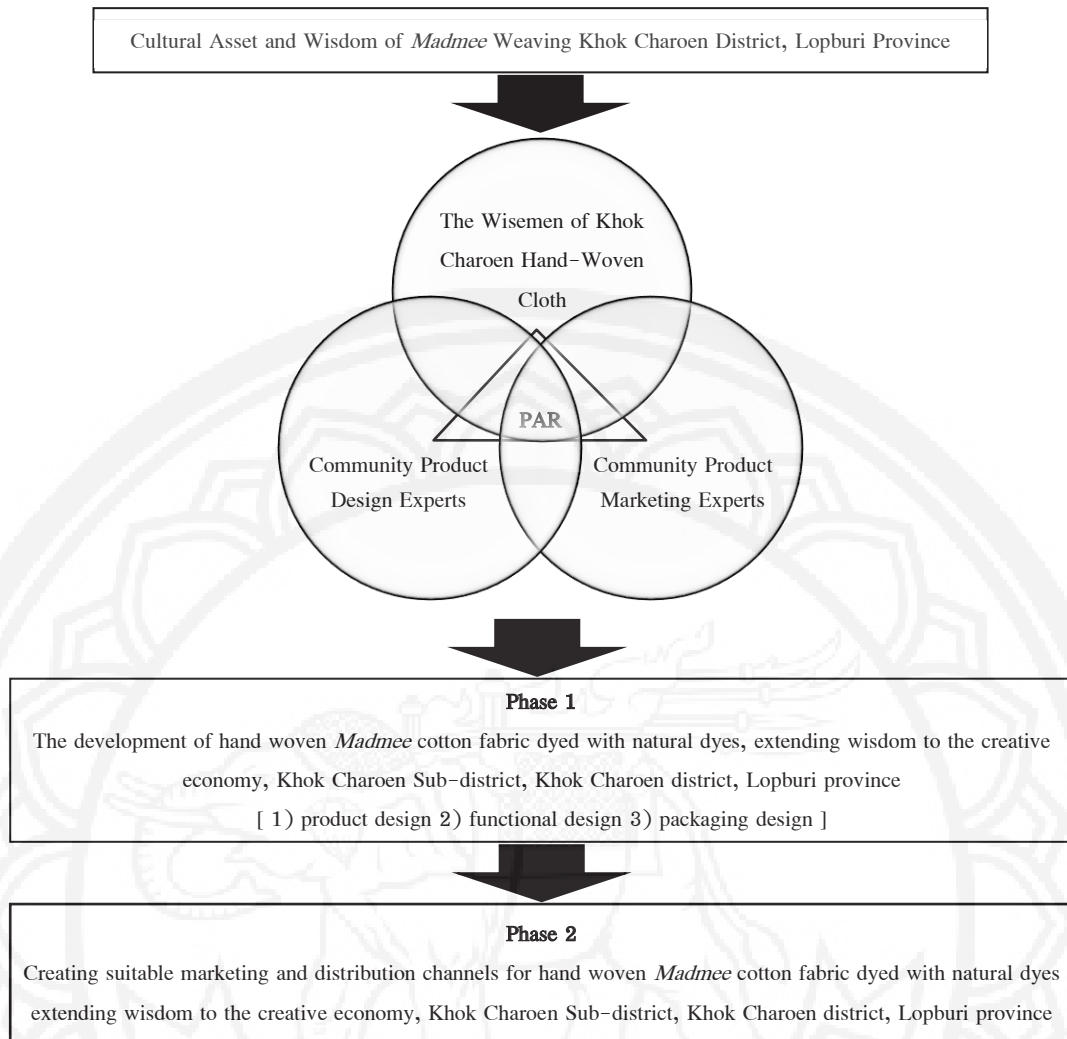 Cultural Asset and Wisdom of Madmee Weaving Khok Charoen District, Lopburi Province
The Wisemen of Khok
Charoen Hand-Woven
Cloth
PAR
Community Product
Design Experts
Community Product
Marketing Experts
Phase 1
The development of hand woven Madmee cotton fabric dyed with natural dyes, extending wisdom to the creative
economy, Khok Charoen Sub-district, Khok Charoen district, Lopburi province
[ 1) product design 2) functional design 3) packaging design ]
Phase 2
Creating suitable marketing and distribution channels for hand woven Madmee cotton fabric dyed with natural dyes
extending wisdom to the creative economy, Khok Charoen Sub-district, Khok Charoen district, Lopburi province